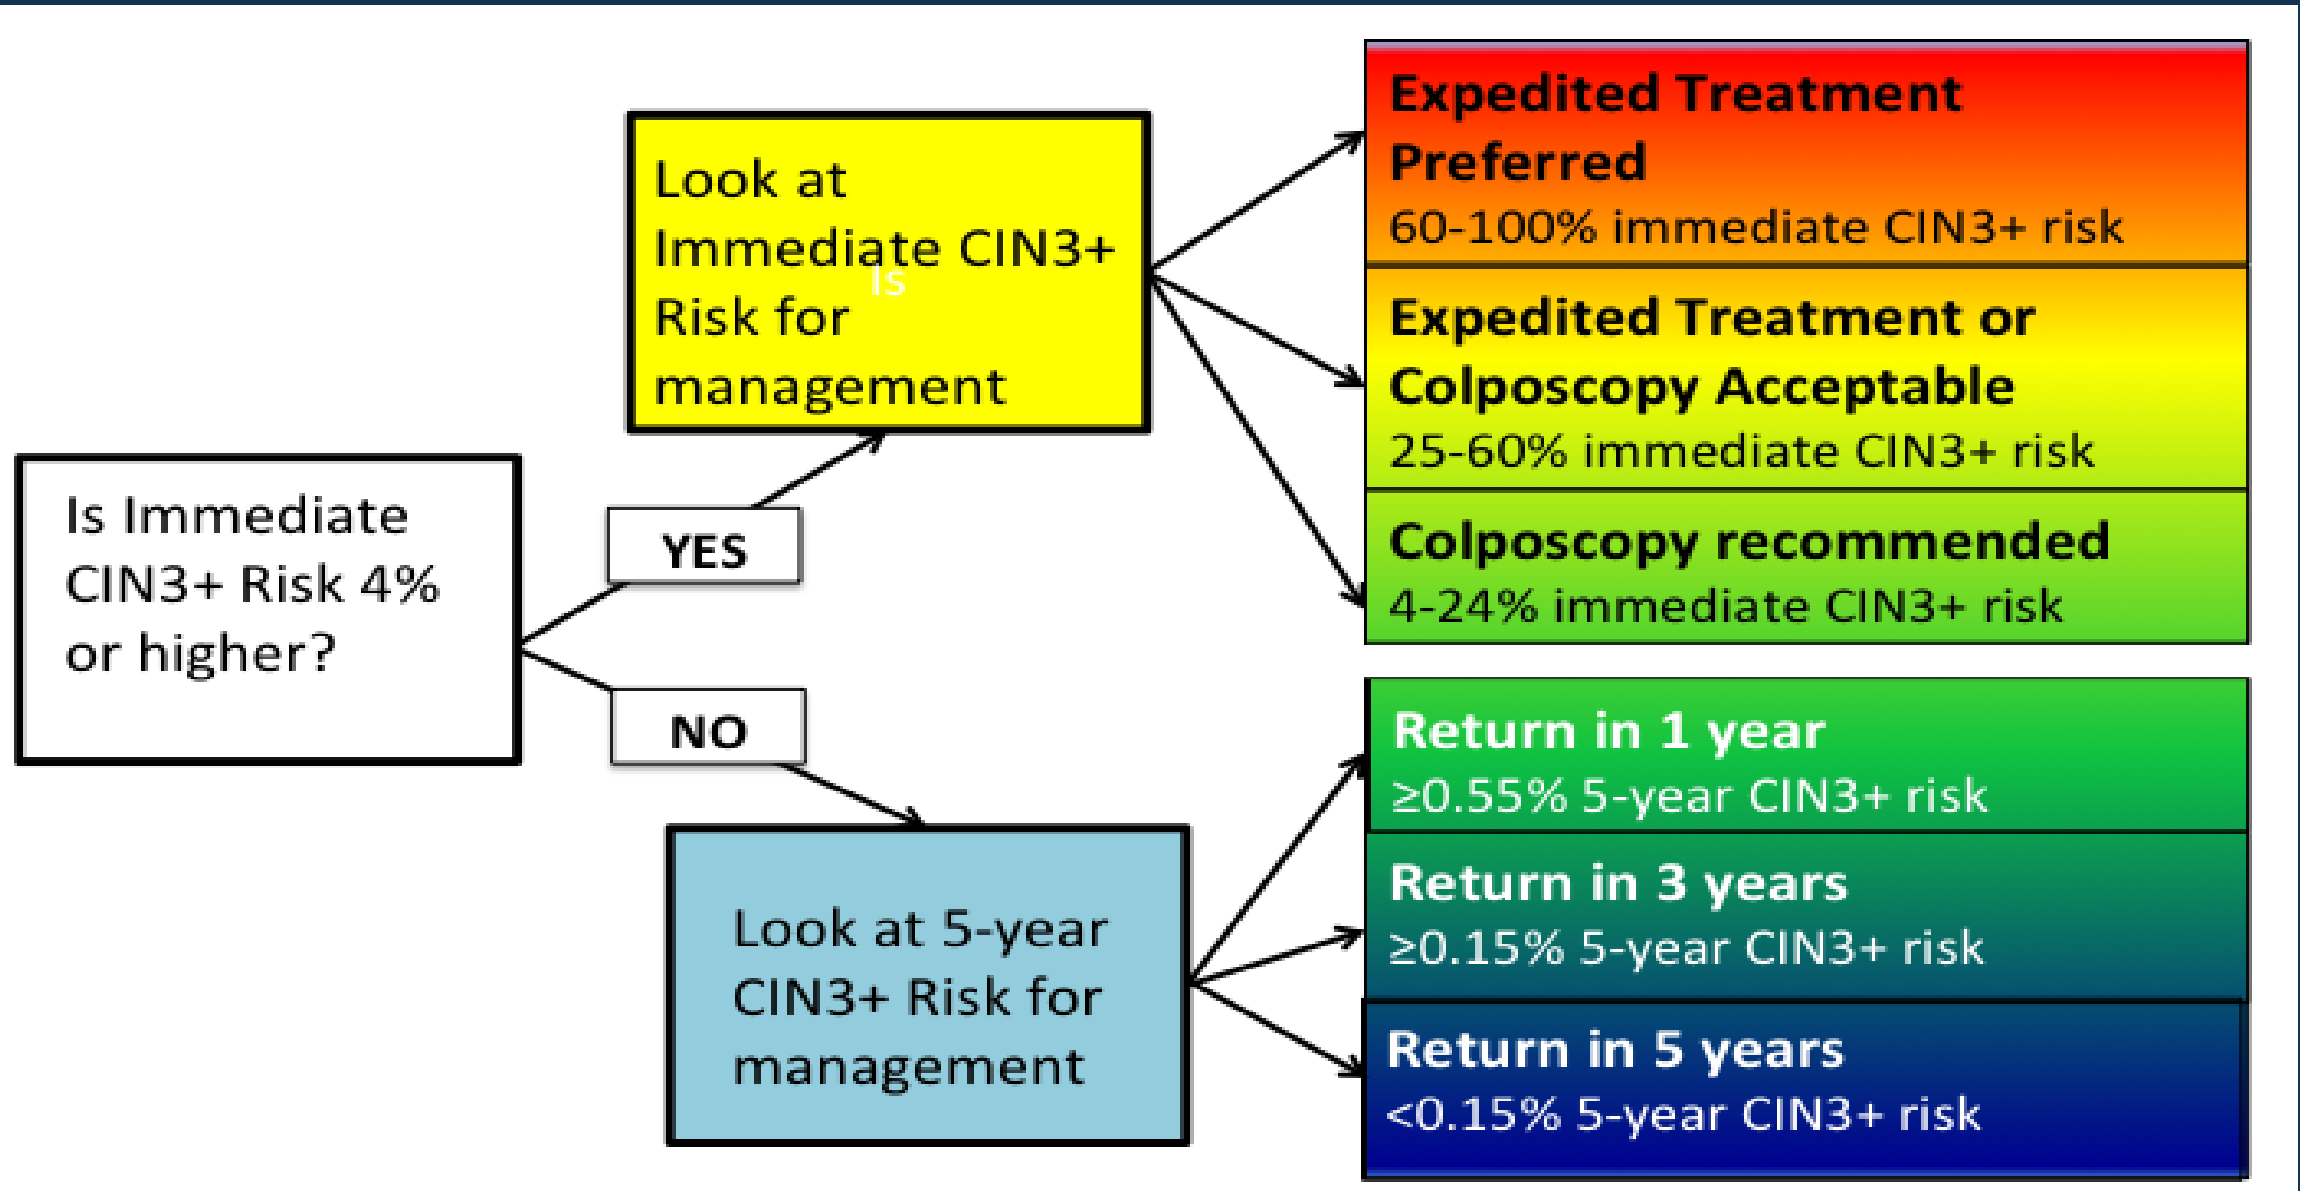 Is Immediate
CIN3+ Risk 4%
or higher?
YES
NO
Look at
Immediate CIN3+
Is
Risk for
management
Look at 5-year
CIN3+ Risk for
management
Expedited Treatment
Preferred
60-100% immediate CIN3+ risk
Expedited Treatment or
Colposcopy Acceptable
25-60% immediate CIN3+ risk
Colposcopy recommended
4-24% immediate CIN3+ risk
Return in 1 year
≥0.55% 5-year CIN3+ risk
Return in 3 years
≥0.15% 5-year CIN3+ risk
Return in 5 years
<0.15% 5-year CIN3+ risk